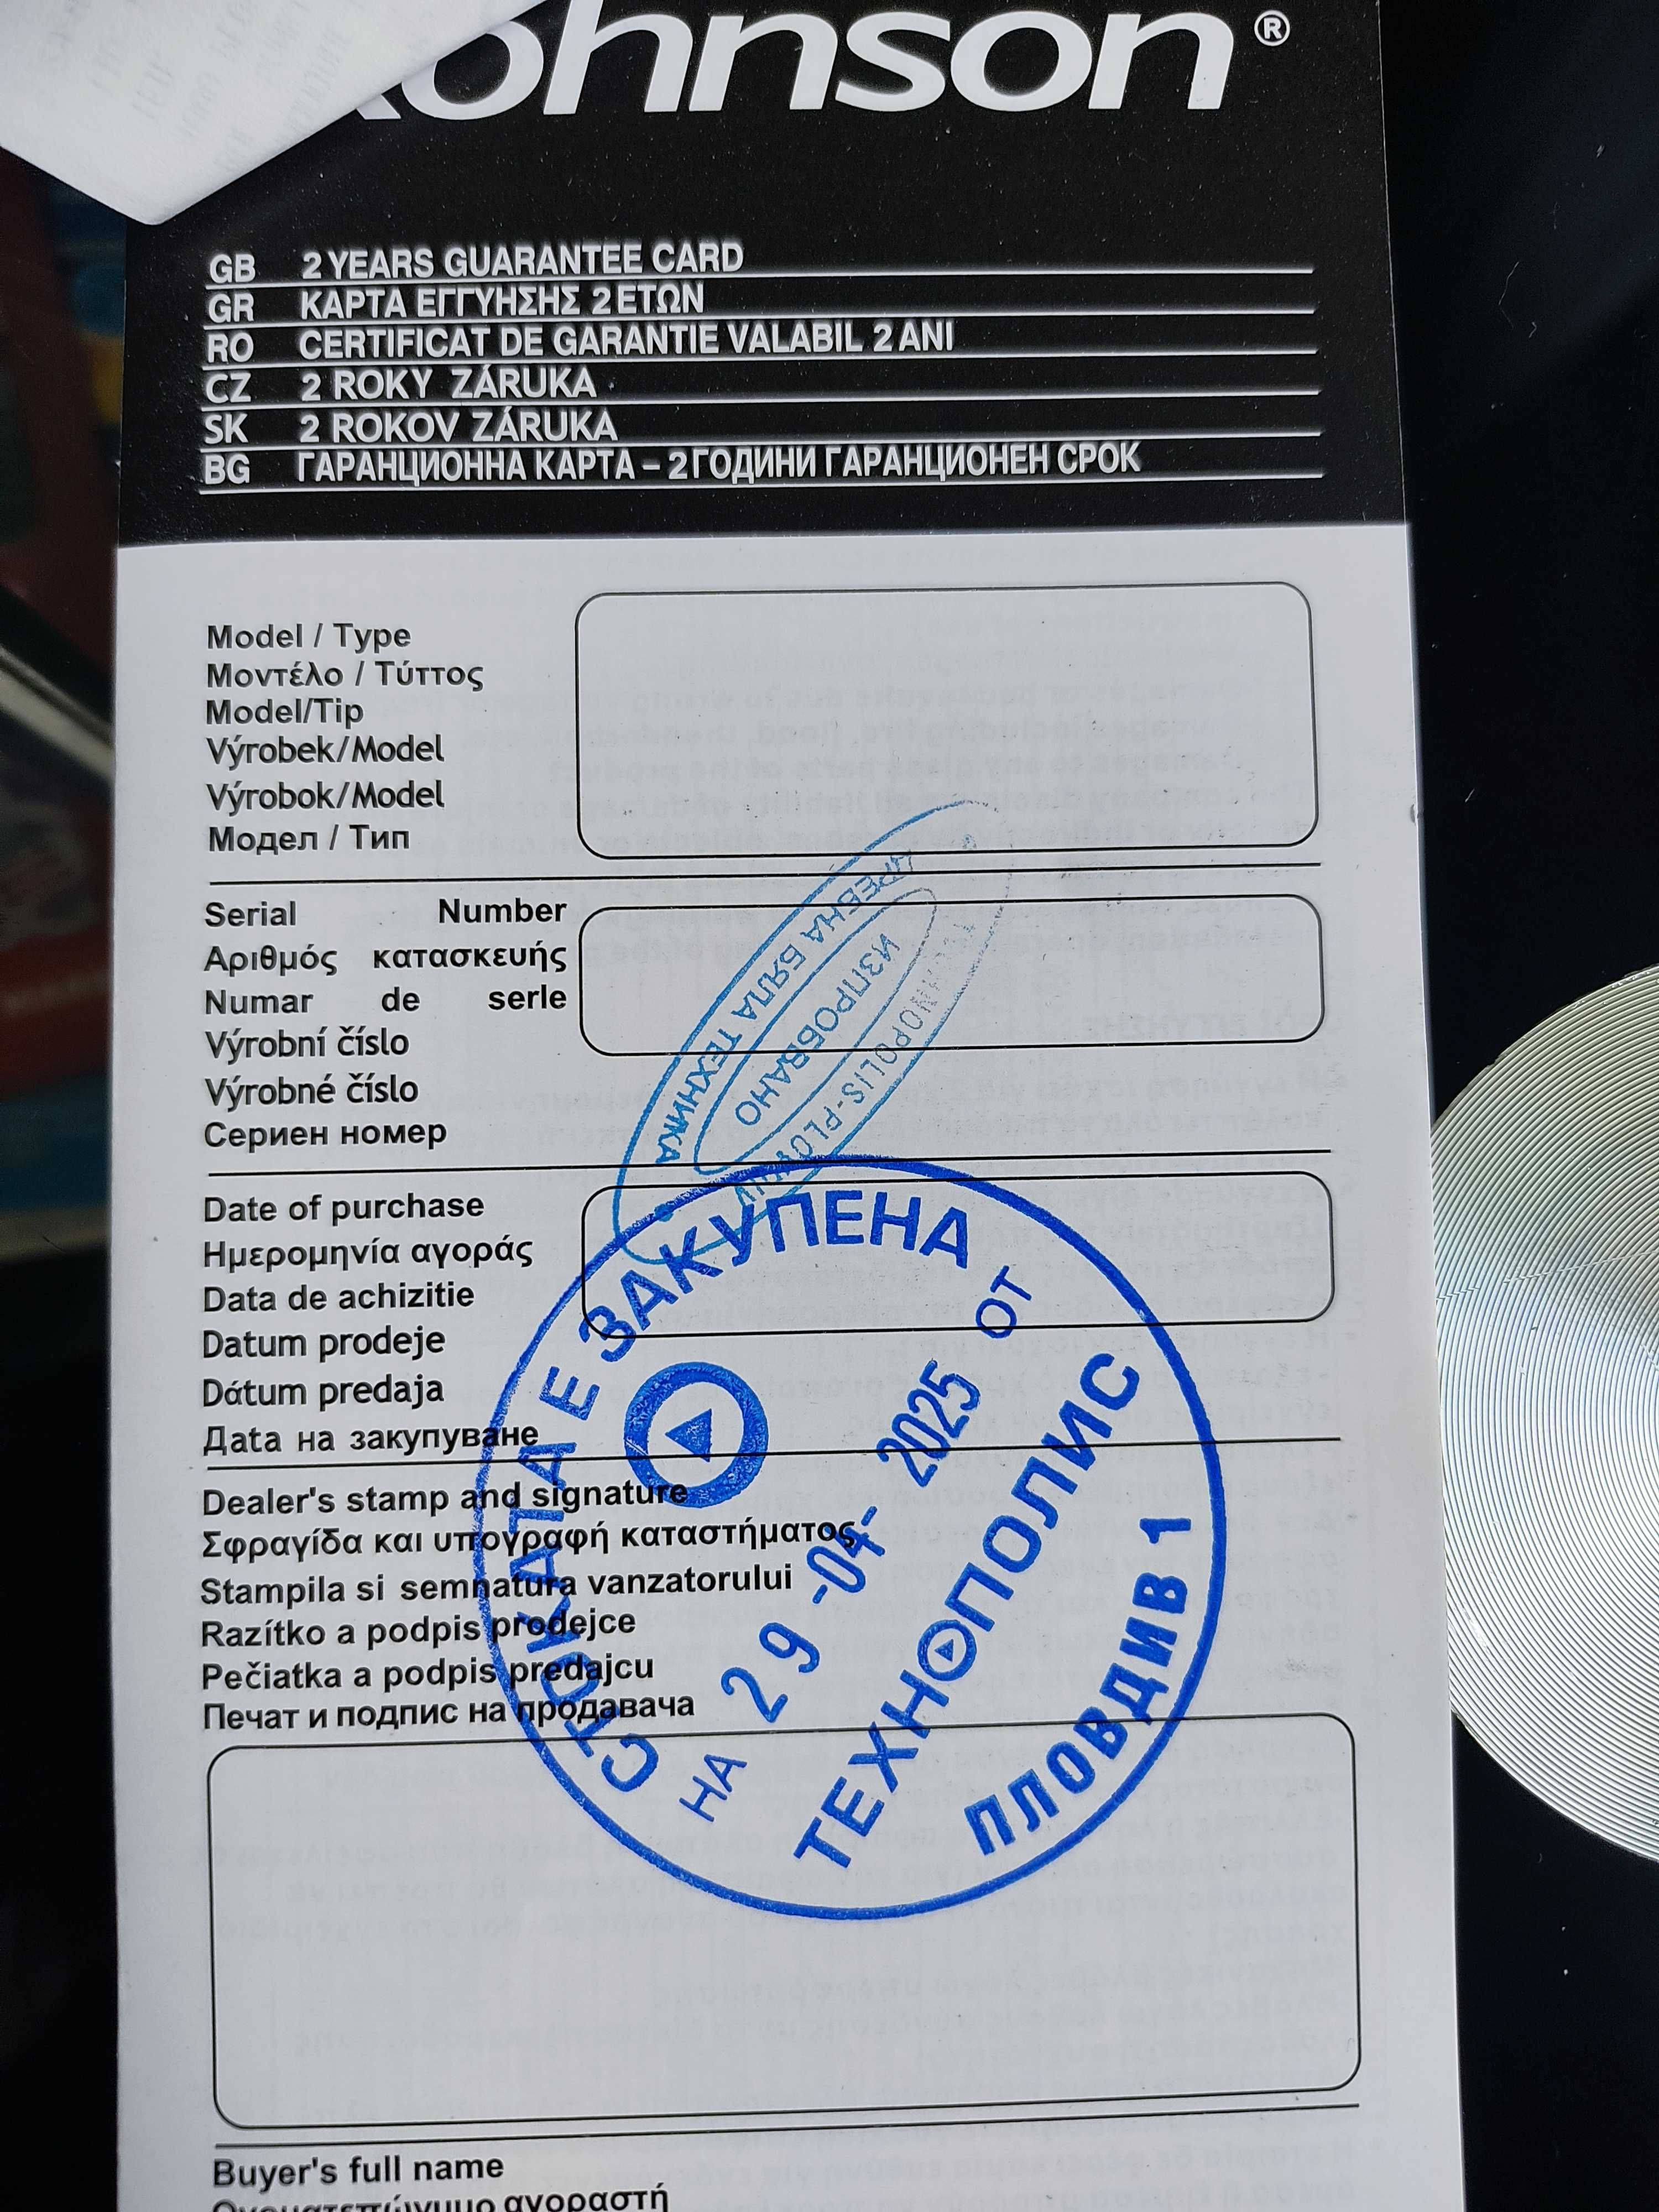 ohnson®
GB 2 YEARS GUARANTEE CARD
GR ΚΑΡΤΑ ΕΓΓΥΗΣΗΣ 2 ΕΤΩΝ
RO CERTIFICAT DE GARANTIE VALABIL 2 ANI
CZ 2 ROKY ZÁRUKA
SK 2 ROKOV ZÁRUKA
BG ГАРАНЦИОННА КАРТА – 2 ГОДИНИ ГАРАНЦИОНЕН СРОК
Model / Type
Μοντέλο / Τύττος
Model/Tip
Výrobek/Model
Výrobok/Model
Модел / Тип
Serial Number
Αριθμός κατασκευής
Numar de serle
Výrobní číslo
Výrobné číslo
Сериен номер
БЯЛА ТЕХНИКА
ИЗПРОБВАНО
Date of purchase
Ημερομηνία αγοράς
Data de achizitie
Datum prodeje
Dátum predaja
Дата на закупуване
СТОКАТА Е ЗАКУПЕНА ОТ
НА 29 -04- 2025
ТЕХНОПОЛИС
ПЛОВДИВ 1
Dealer's stamp and signature
Σφραγίδα και υπογραφή καταστήματος
Stampila si semnatura vanzatorului
Razítko a podpis prodejce
Pečiatka a podpis predajcu
Печат и подпис на продавача
Buyer's full name
Ονοματεπώνυμο αγοραστή